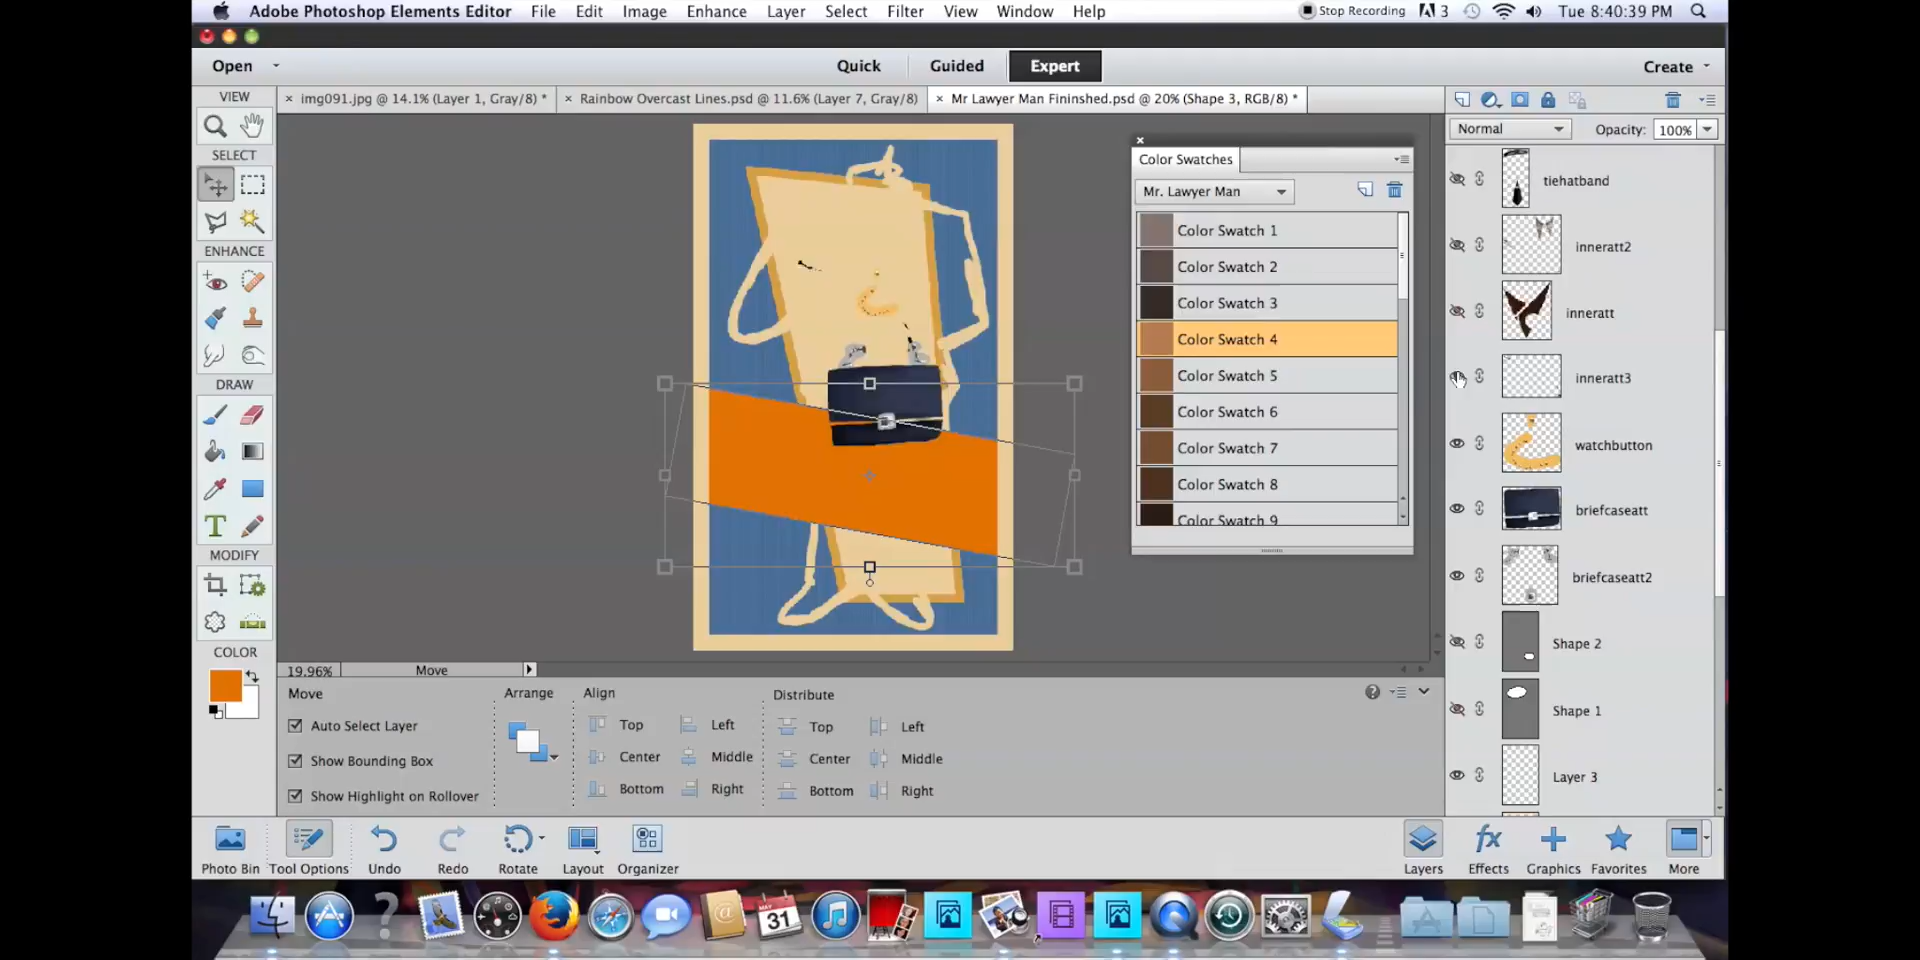 Adobe Photoshop Elements Editor File Edit Image Enhance Layer Select Filter View Window Help Stop Recording 3 Tue 8:40:39 PM
Open Quick Guided Expert Create
VIEW
× img091.jpg @ 14.1% (Layer 1, Gray/8) * × Rainbow Overcast Lines.psd @ 11.6% (Layer 7, Gray/8) × Mr Lawyer Man Fininshed.psd @ 20% (Shape 3, RGB/8) *
Normal Opacity: 100%
SELECT
Color Swatches
Mr. Lawyer Man
Color Swatch 1
Color Swatch 2
Color Swatch 3
Color Swatch 4
Color Swatch 5
Color Swatch 6
Color Swatch 7
Color Swatch 8
Color Swatch 9
tiehatband
inneratt2
inneratt
inneratt3
watchbutton
briefcaseatt
briefcaseatt2
Shape 2
Shape 1
Layer 3
ENHANCE
DRAW
T
MODIFY
COLOR
19.96% Move
Move Arrange Align Distribute
Auto Select Layer Top Left Top Left
Show Bounding Box Center Middle Center Middle
Show Highlight on Rollover Bottom Right Bottom Right
fx
Photo Bin Tool Options Undo Redo Rotate Layout Organizer Layers Effects Graphics Favorites More
MAY
31